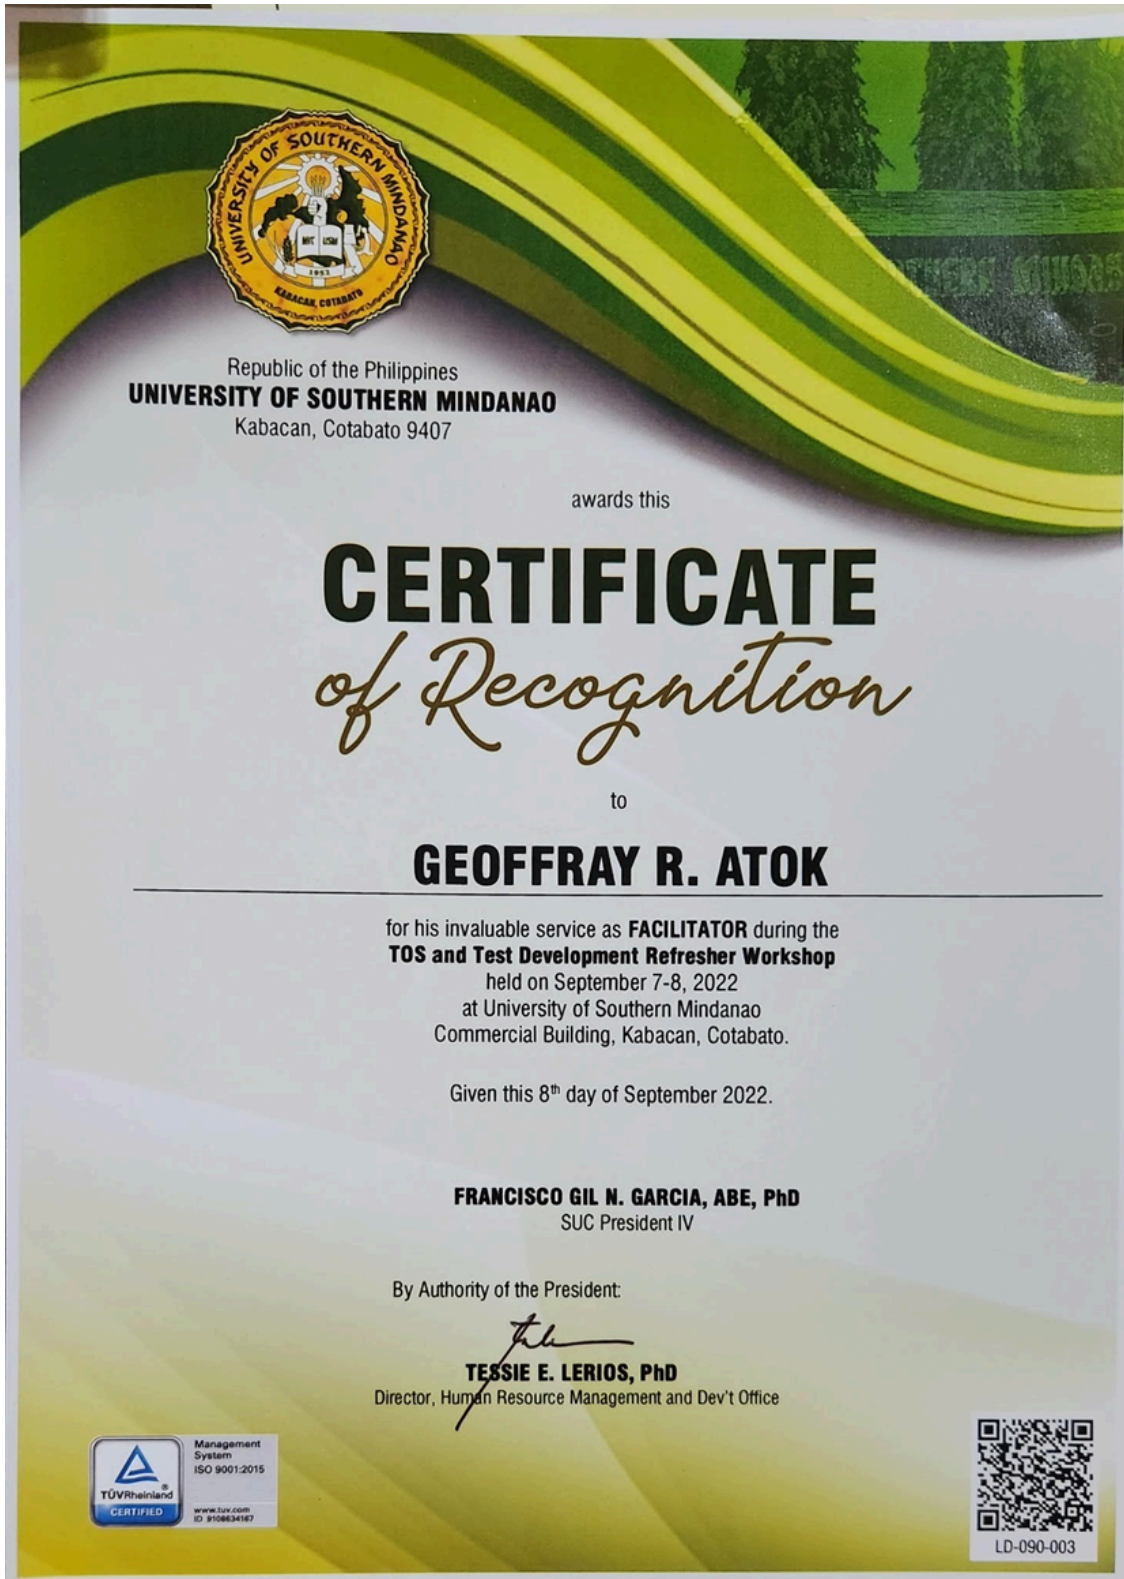 UNIVERSITY OF SOUTHERN MINDANAO
1952
KABACAN, COTABATO
Republic of the Philippines
UNIVERSITY OF SOUTHERN MINDANAO
Kabacan, Cotabato 9407
awards this
CERTIFICATE
of Recognition
to
GEOFFRAY R. ATOK
for his invaluable service as FACILITATOR during the
TOS and Test Development Refresher Workshop
held on September 7-8, 2022
at University of Southern Mindanao
Commercial Building, Kabacan, Cotabato.
Given this 8th day of September 2022.
FRANCISCO GIL N. GARCIA, ABE, PhD
SUC President IV
By Authority of the President:
TESSIE E. LERIOS, PhD
Director, Human Resource Management and Dev't Office
TÜVRheinland®
CERTIFIED
Management
System
ISO 9001:2015
www.tuv.com
ID 9108634167
LD-090-003